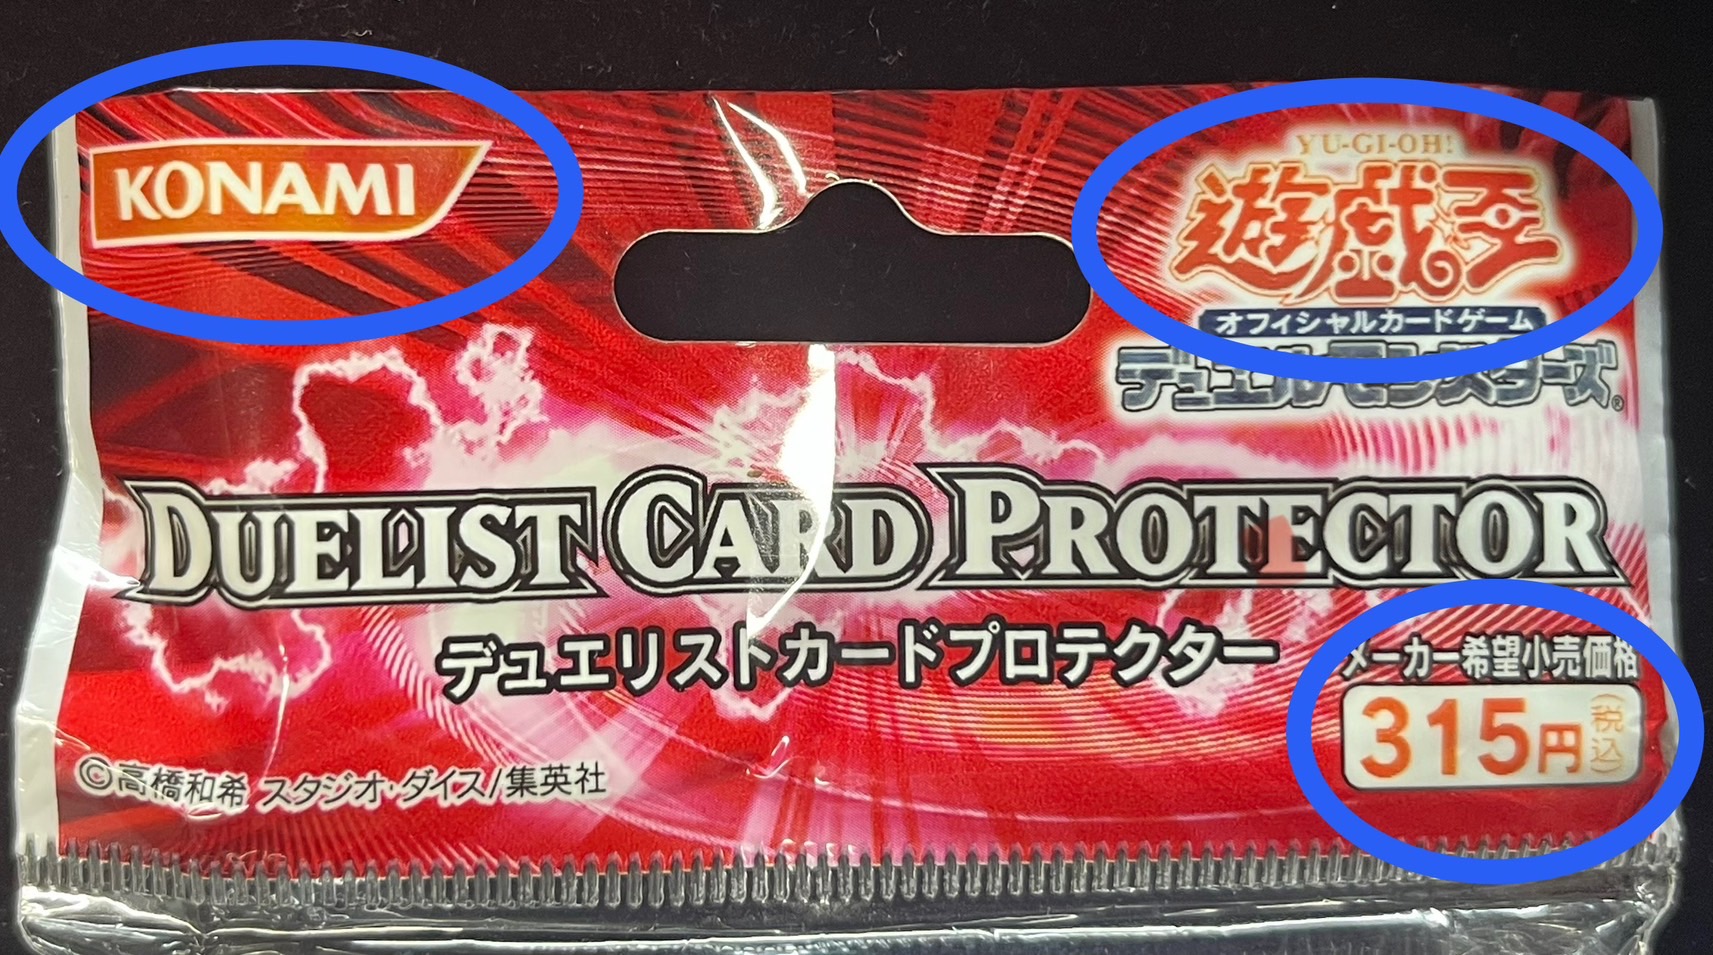 KONAMI
YU-GI-OH!
遊戯王
オフィシャルカードゲーム
デュエルモンスターズ®
DUELIST CARD PROTECTOR
デュエリストカードプロテクター
メーカー希望小売価格
315円(税込)
©高橋和希 スタジオ・ダイス/集英社